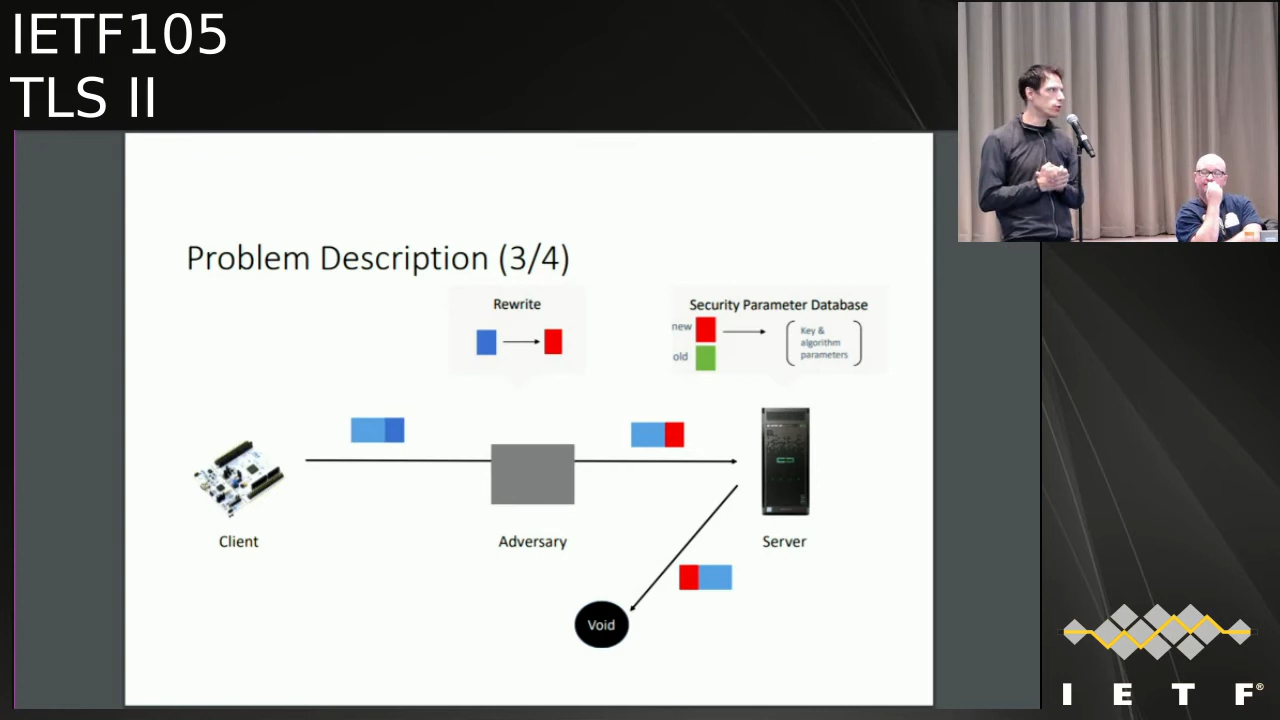 IETF105
TLS II
Problem Description (3/4)
Rewrite
Security Parameter Database
new
old
Key &
algorithm
parameters
Client
Adversary
Server
Void
I E T F®